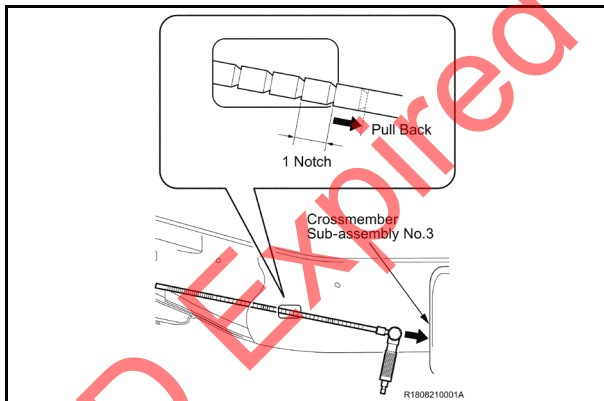 Pull Back
1 Notch
Crossmember
Sub-assembly No.3
R1808210001A
D Expired